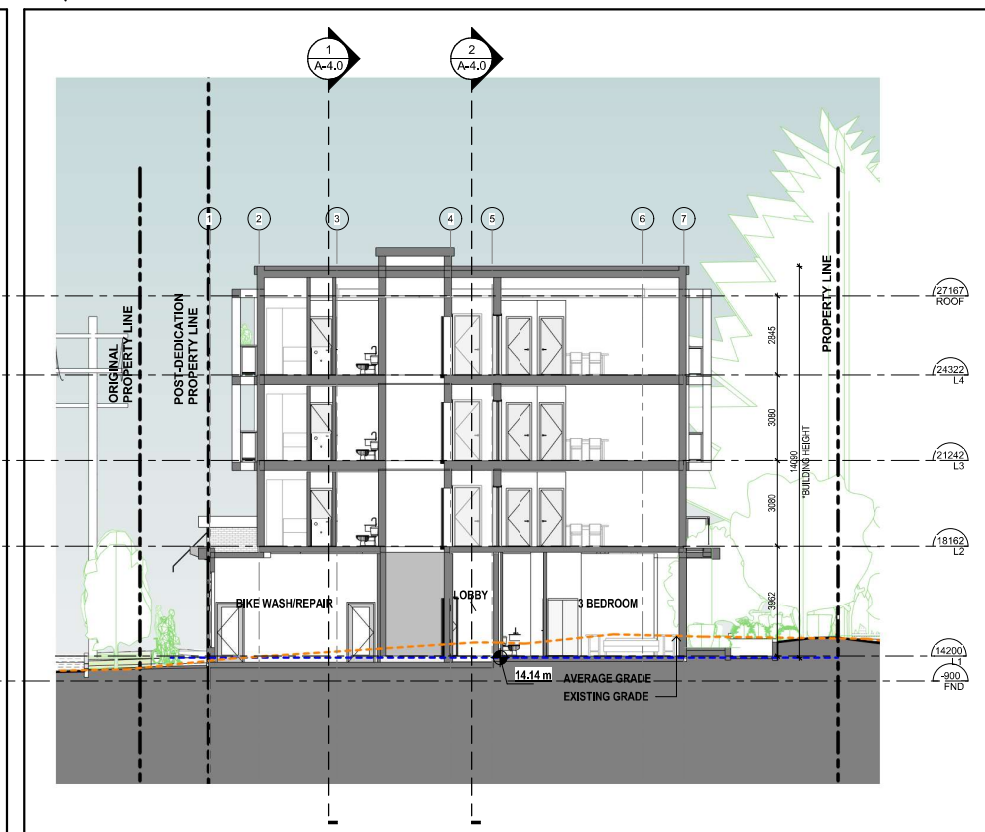 1
A-4.0
2
A-4.0
1
2
3
4
5
6
7
ORIGINAL
PROPERTY LINE
POST-DEDICATION
PROPERTY LINE
PROPERTY LINE
27167
ROOF
2845
24322
L4
3080
14090
*BUILDING HEIGHT
21242
L3
3080
18162
L2
3962
BIKE WASH/REPAIR
LOBBY
3 BEDROOM
14200
L1
14.14 m
AVERAGE GRADE
EXISTING GRADE
-900
FND